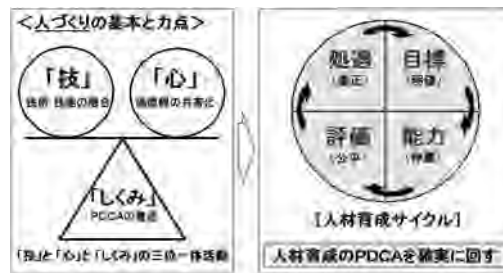 ＜人づくりの基本と力点＞
「技」
技術・技能の融合
「心」
価値観の共有化
「しくみ」
PDCAの推進
「技」と「心」と「しくみ」の三位一体活動
処遇
(適正)
目標
(明確)
評価
(公平)
能力
(伸長)
[人材育成サイクル]
人材育成のPDCAを確実に回す